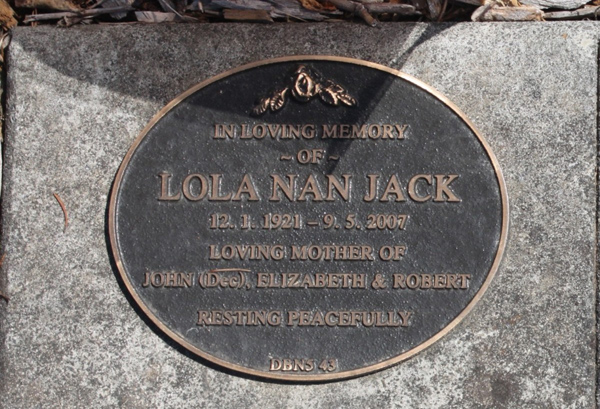 IN LOVING MEMORY
~ OF ~
LOLA NAN JACK
12. 1. 1921 – 9. 5. 2007
LOVING MOTHER OF
JOHN (Dec), ELIZABETH & ROBERT
RESTING PEACEFULLY
DBNS 43